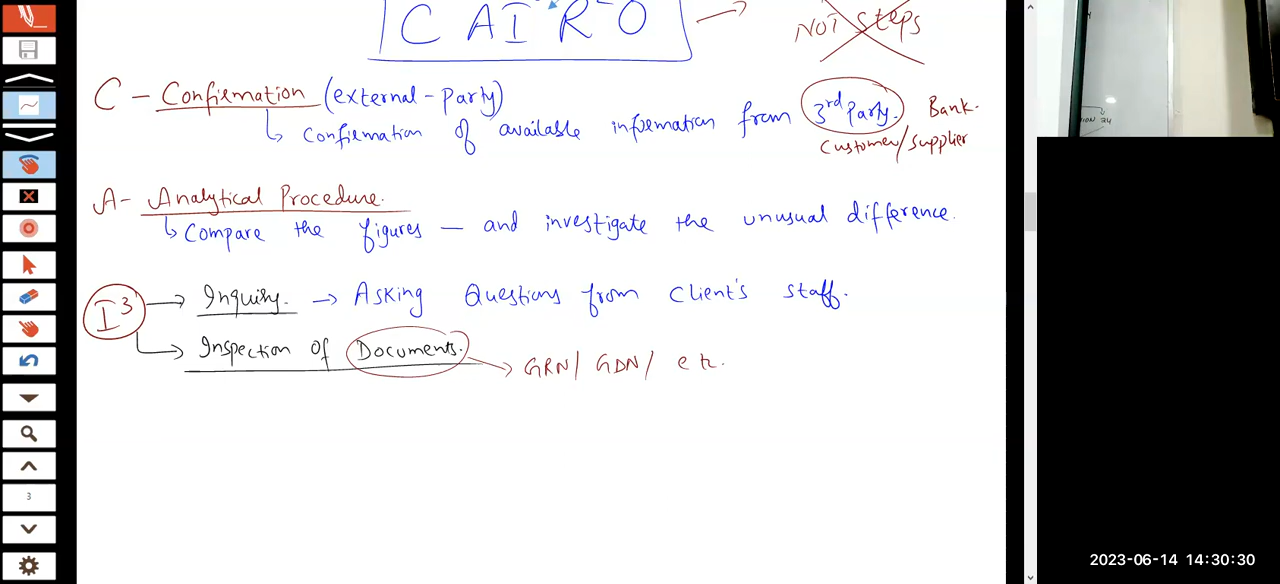 C A I R O → NOT Steps
C - Confirmation (external-Party)
↳ Confirmation of available information from 3rd Party. Bank.
Customer/Supplier
A - Analytical Procedure.
↳ Compare the figures — and investigate the unusual difference.
I³ → Inquiry. → Asking Questions from Client's staff.
→ Inspection of Documents. → GRN/ GDN/ etc.
3
2023-06-14 14:30:30